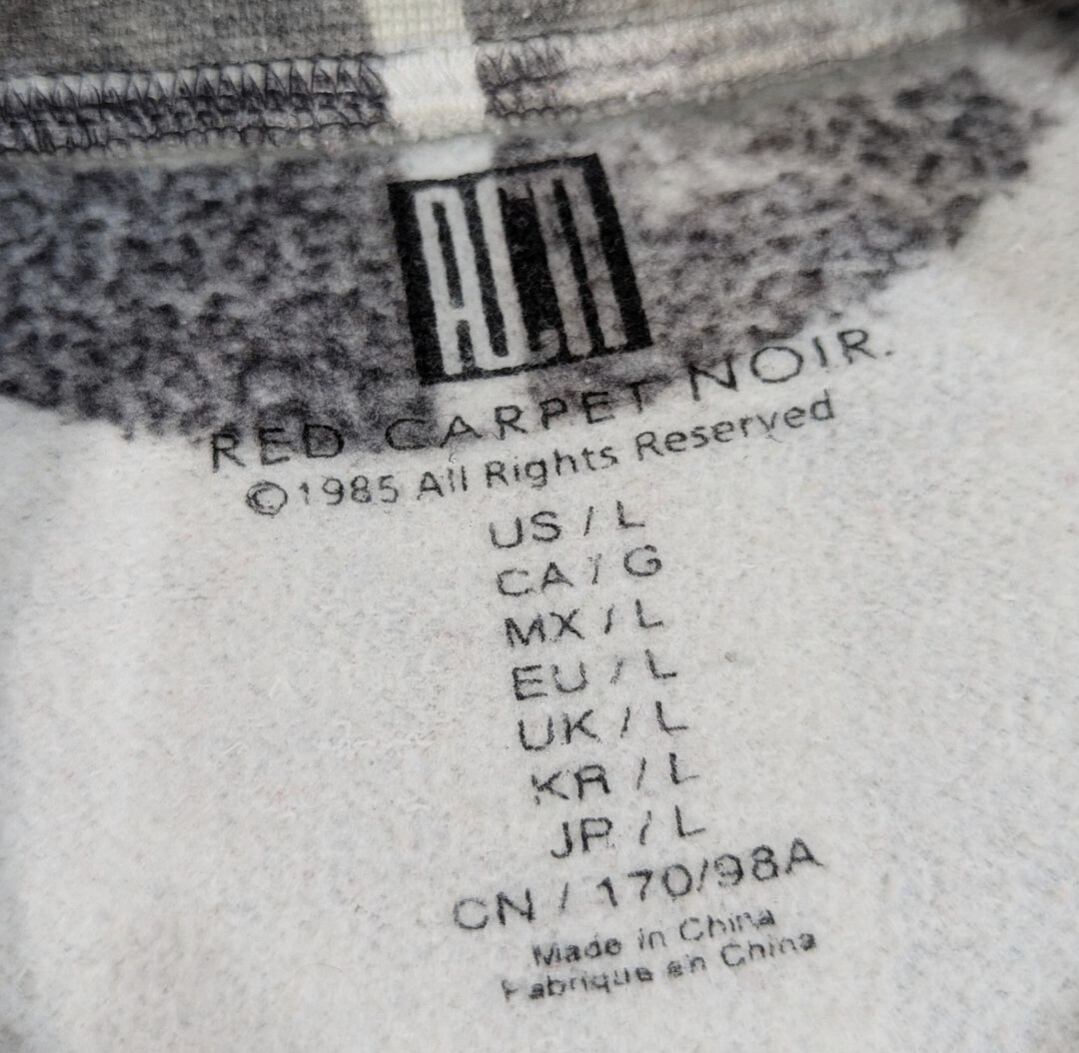 RCN
RED CARPET NOIR.
©1985 All Rights Reserved
US / L
CA / G
MX / L
EU / L
UK / L
KR / L
JP / L
CN / 170/98A
Made in China
Fabrique en China